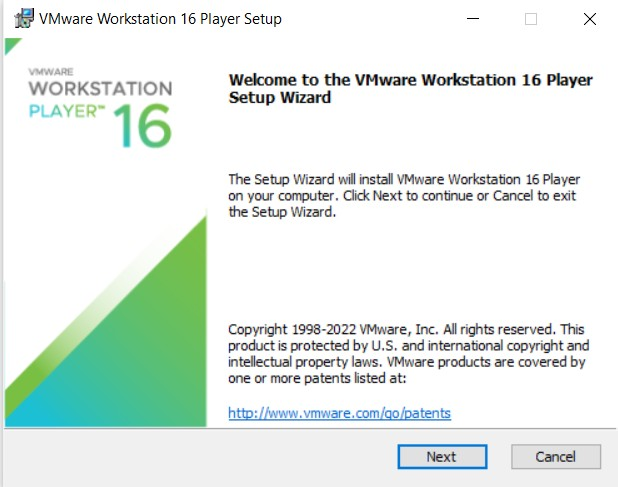 VMware Workstation 16 Player Setup
VMWARE
WORKSTATION
PLAYER™ 16
Welcome to the VMware Workstation 16 Player
Setup Wizard
The Setup Wizard will install VMware Workstation 16 Player
on your computer. Click Next to continue or Cancel to exit
the Setup Wizard.
Copyright 1998-2022 VMware, Inc. All rights reserved. This
product is protected by U.S. and international copyright and
intellectual property laws. VMware products are covered by
one or more patents listed at:
http://www.vmware.com/go/patents
Next Cancel